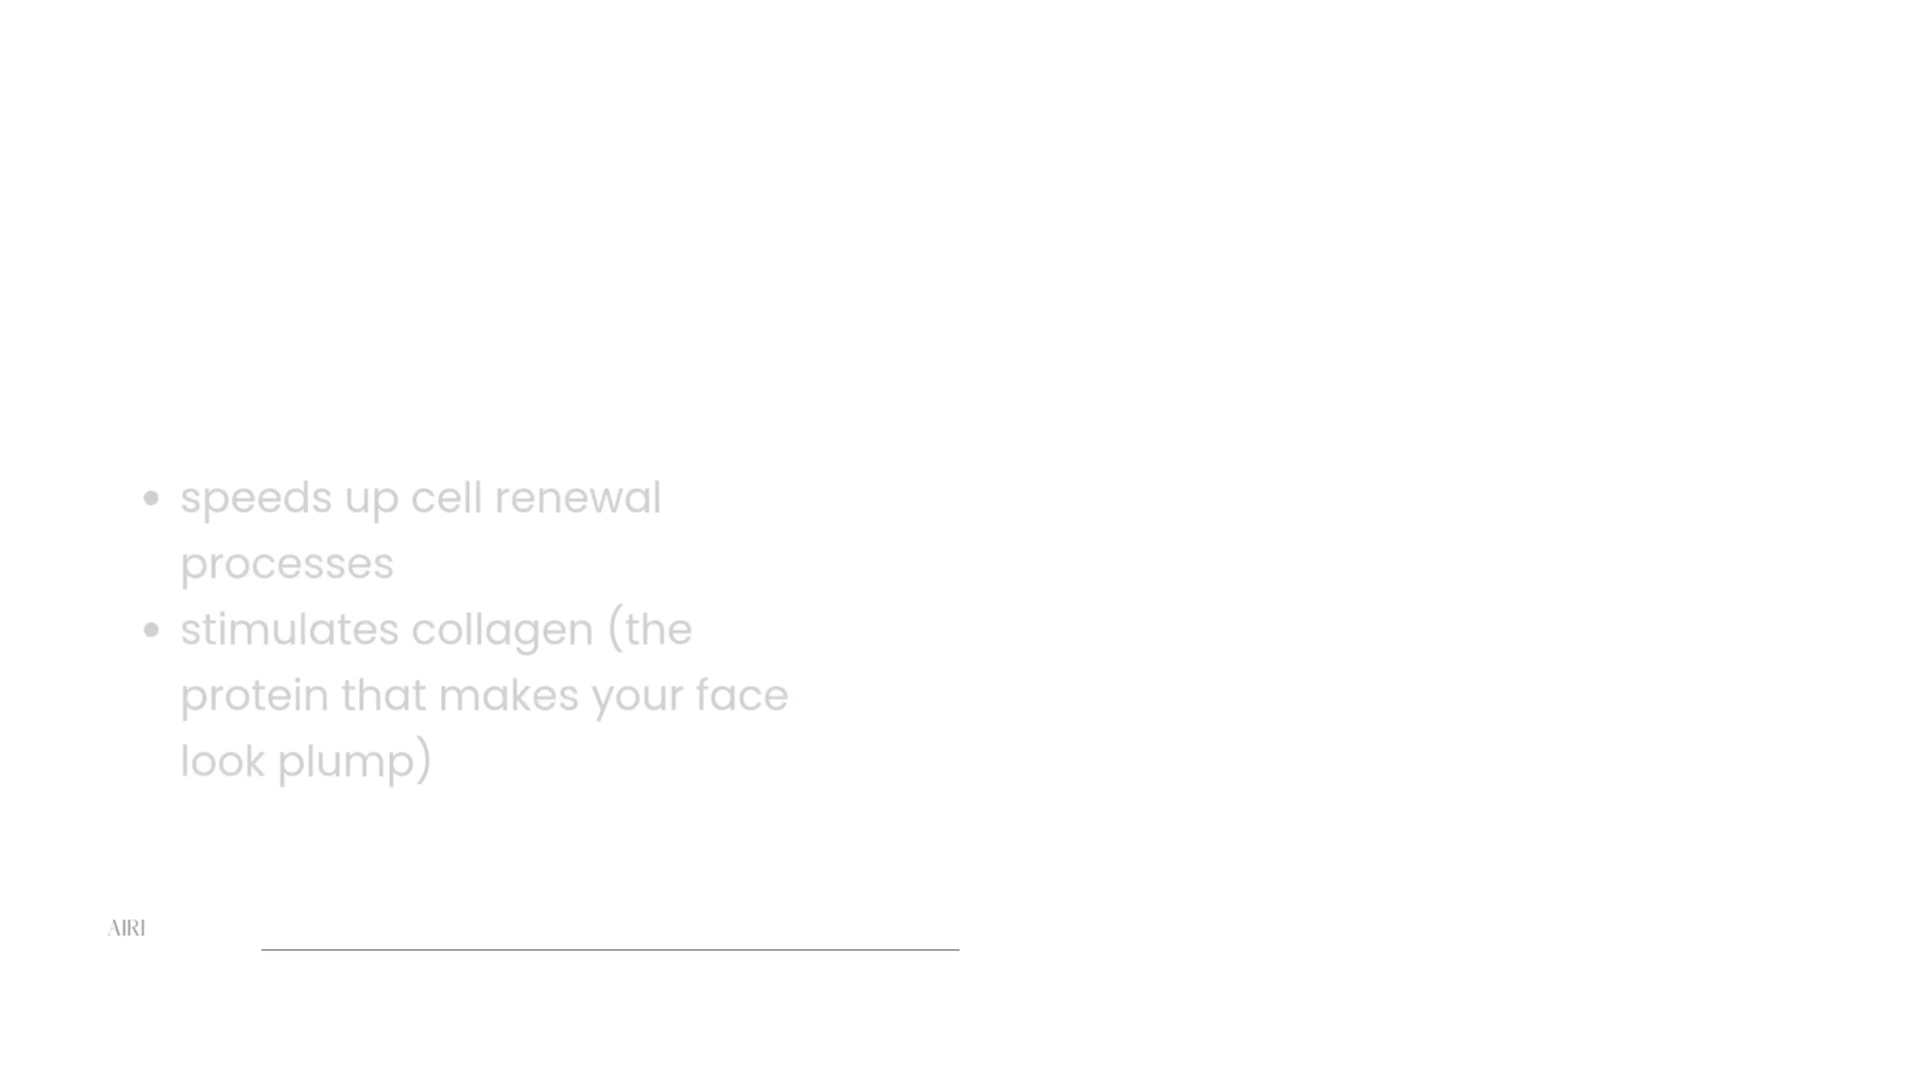 • speeds up cell renewal
processes
• stimulates collagen (the
protein that makes your face
look plump)
AIRI